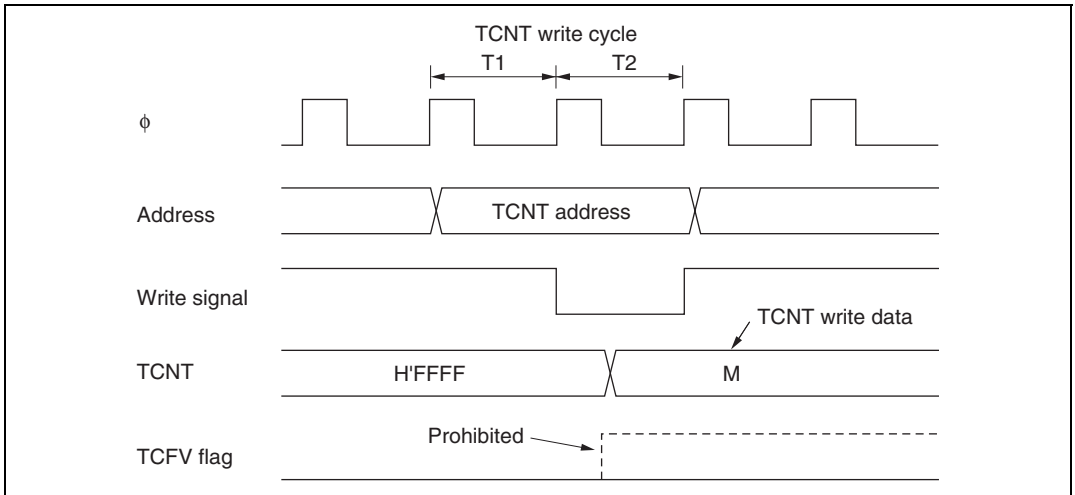 TCNT write cycle
T1 T2
ϕ
Address
TCNT address
Write signal
TCNT write data
TCNT
H'FFFF
M
Prohibited
TCFV flag